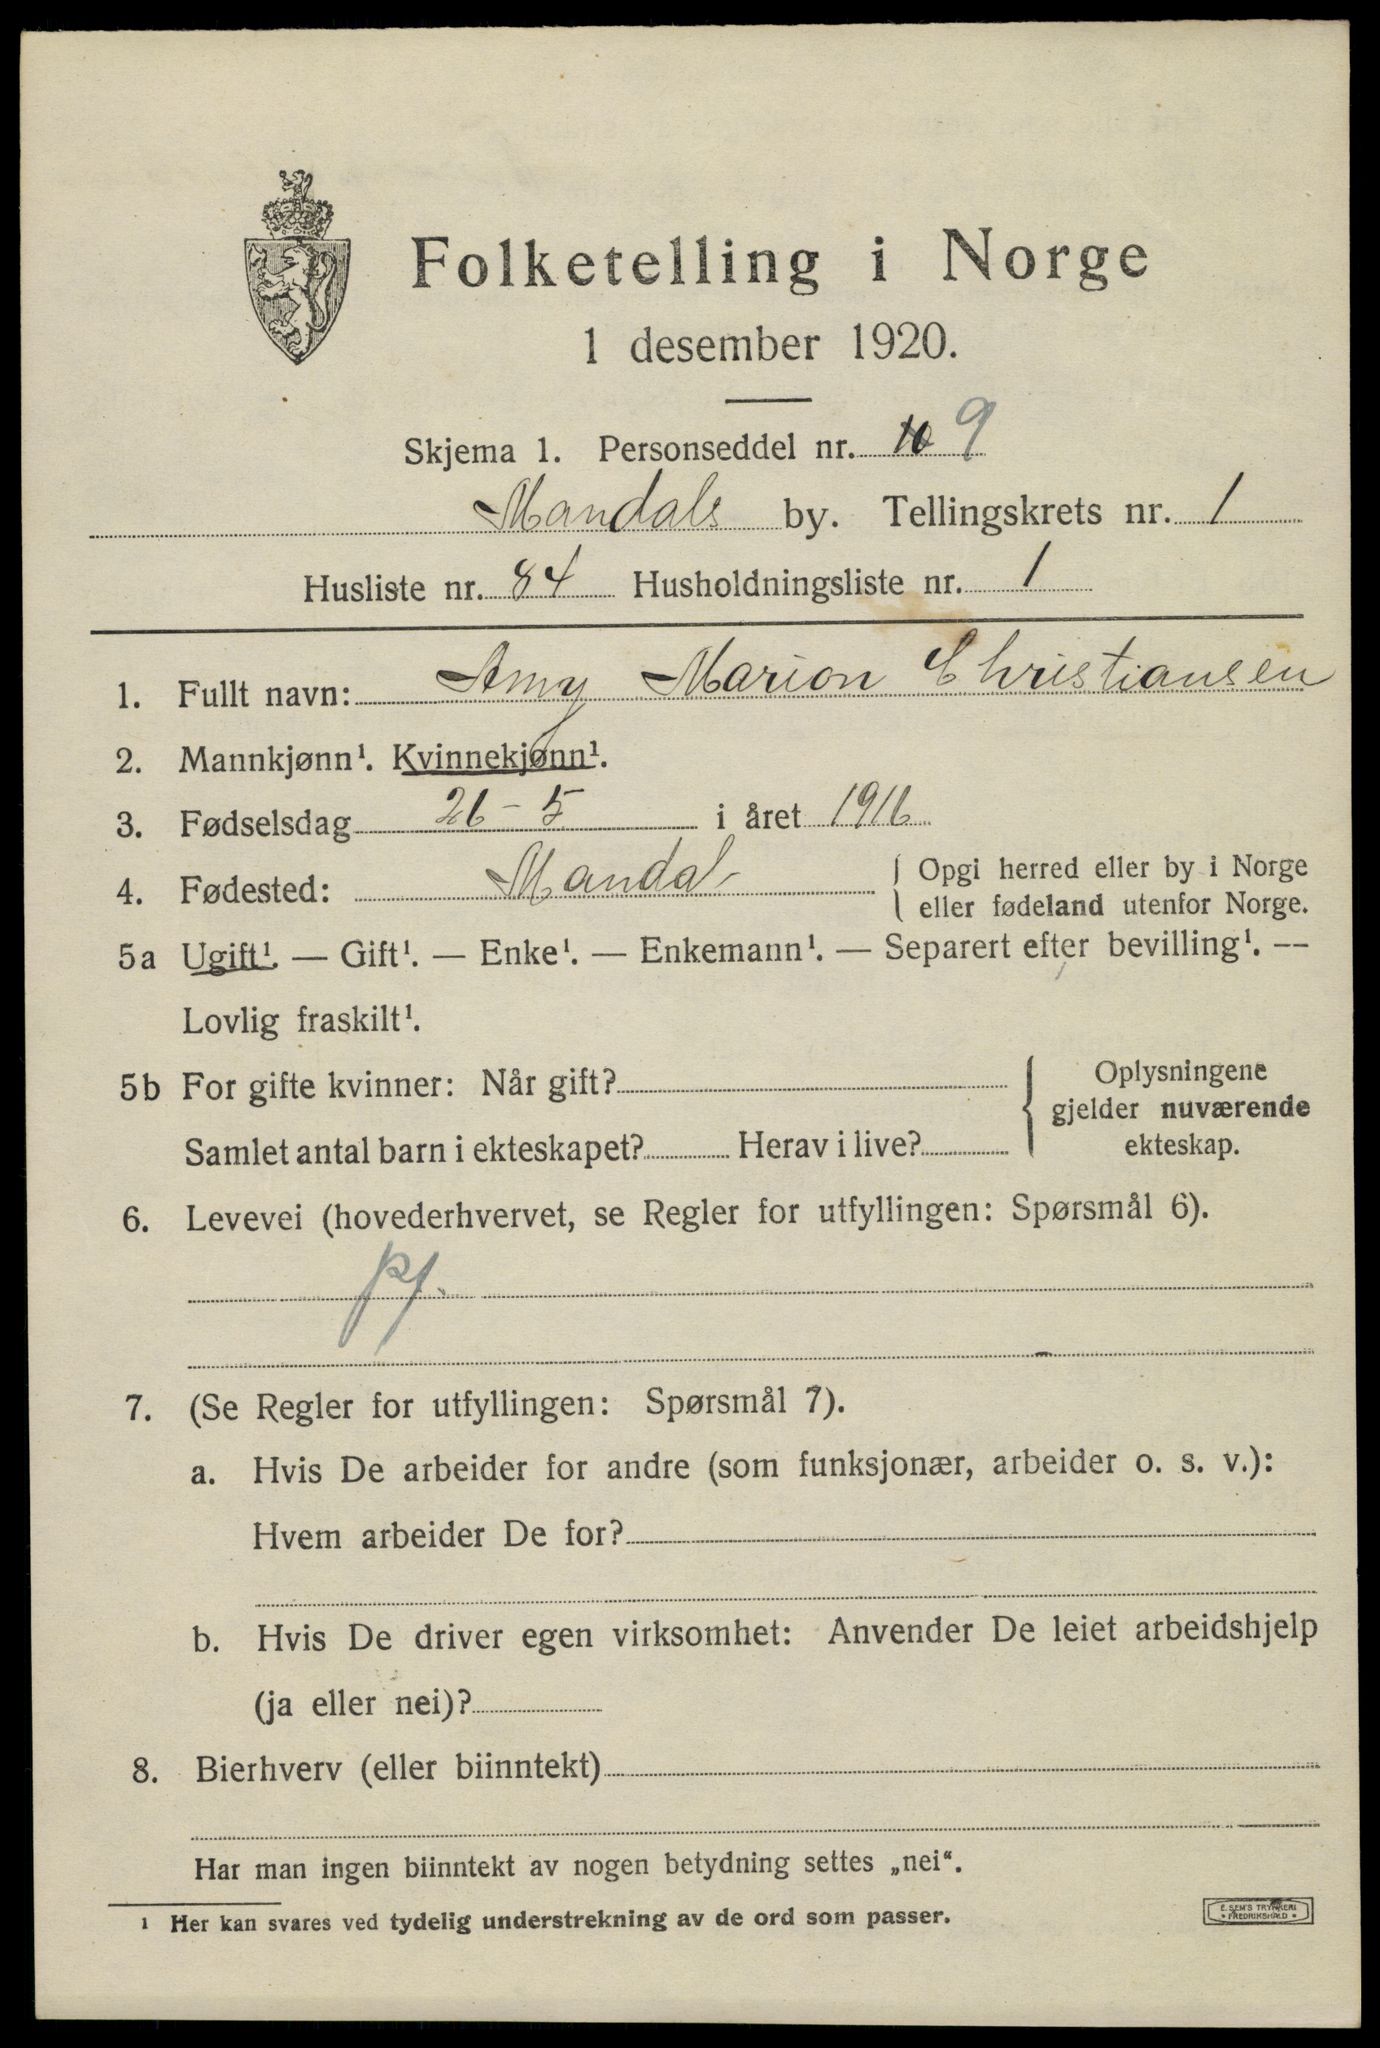 Folketelling i Norge
1 desember 1920.
Skjema 1. Personseddel nr. 10 9
Mandals by. Tellingskrets nr. 1
Husliste nr. 84 Husholdningsliste nr. 1
1. Fullt navn: Amy Marion Christiansen
2. Mannkjønn¹. Kvinnekjønn¹.
3. Fødselsdag 26-5 i året 1916
4. Fødested: Mandal { Opgi herred eller by i Norge
eller fødeland utenfor Norge.
5a Ugift¹. — Gift¹. — Enke¹. — Enkemann¹. — Separert efter bevilling¹. —
Lovlig fraskilt¹.
5b For gifte kvinner: Når gift? { Oplysningene
gjelder nuværende
Samlet antal barn i ekteskapet? Herav i live? ekteskap.
6. Levevei (hovederhvervet, se Regler for utfyllingen: Spørsmål 6).
pf.
7. (Se Regler for utfyllingen: Spørsmål 7).
a. Hvis De arbeider for andre (som funksjonær, arbeider o. s. v.):
Hvem arbeider De for?
b. Hvis De driver egen virksomhet: Anvender De leiet arbeidshjelp
(ja eller nei)?
8. Bierhverv (eller biinntekt)
Har man ingen biinntekt av nogen betydning settes „nei“.
¹ Her kan svares ved tydelig understrekning av de ord som passer.
E. SEM'S TRYKKERI
• FREDRIKSHALD •